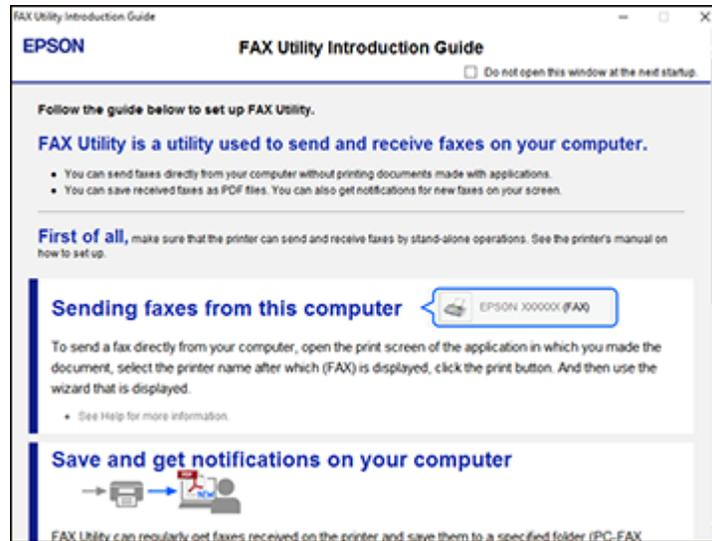 FAX Utility Introduction Guide
EPSON
FAX Utility Introduction Guide
Do not open this window at the next startup.
Follow the guide below to set up FAX Utility.
FAX Utility is a utility used to send and receive faxes on your computer.
• You can send faxes directly from your computer without printing documents made with applications.
• You can save received faxes as PDF files. You can also get notifications for new faxes on your screen.
First of all, make sure that the printer can send and receive faxes by stand-alone operations. See the printer's manual on
how to set up.
Sending faxes from this computer
EPSON XXXXXX (FAX)
To send a fax directly from your computer, open the print screen of the application in which you made the
document, select the printer name after which (FAX) is displayed, click the print button. And then use the
wizard that is displayed.
• See Help for more information.
Save and get notifications on your computer
PDF
NEW
FAX Utility can regularly get faxes received on the printer and save them to a specified folder (PC-FAX